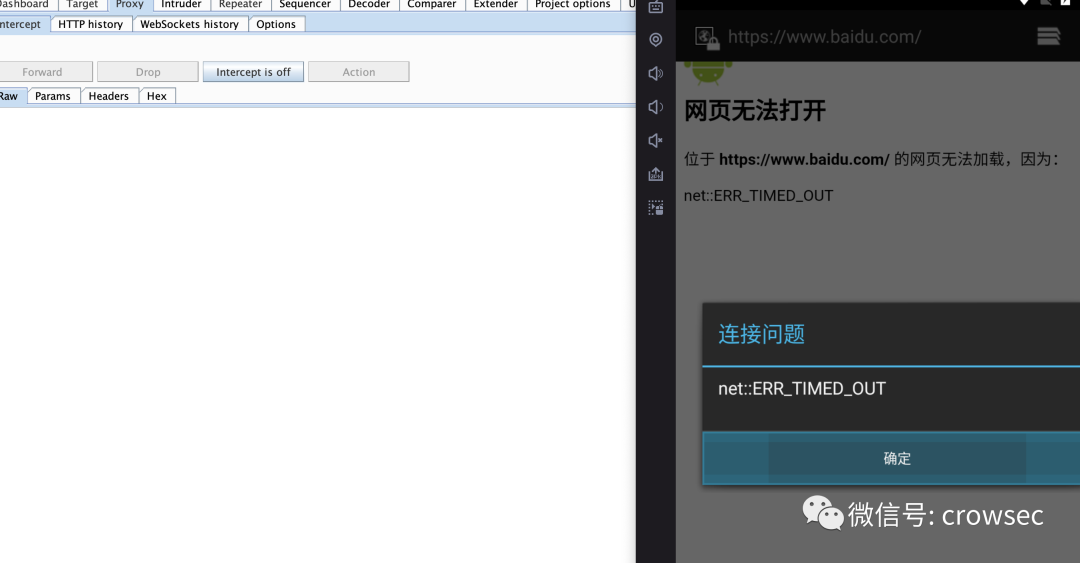 Dashboard Target Proxy Intruder Repeater Sequencer Decoder Comparer Extender Project options U
Intercept HTTP history WebSockets history Options
Forward Drop Intercept is off Action
Raw Params Headers Hex
https://www.baidu.com/
网页无法打开
位于 https://www.baidu.com/ 的网页无法加载，因为：
net::ERR_TIMED_OUT
连接问题
net::ERR_TIMED_OUT
确定
微信号: crowsec